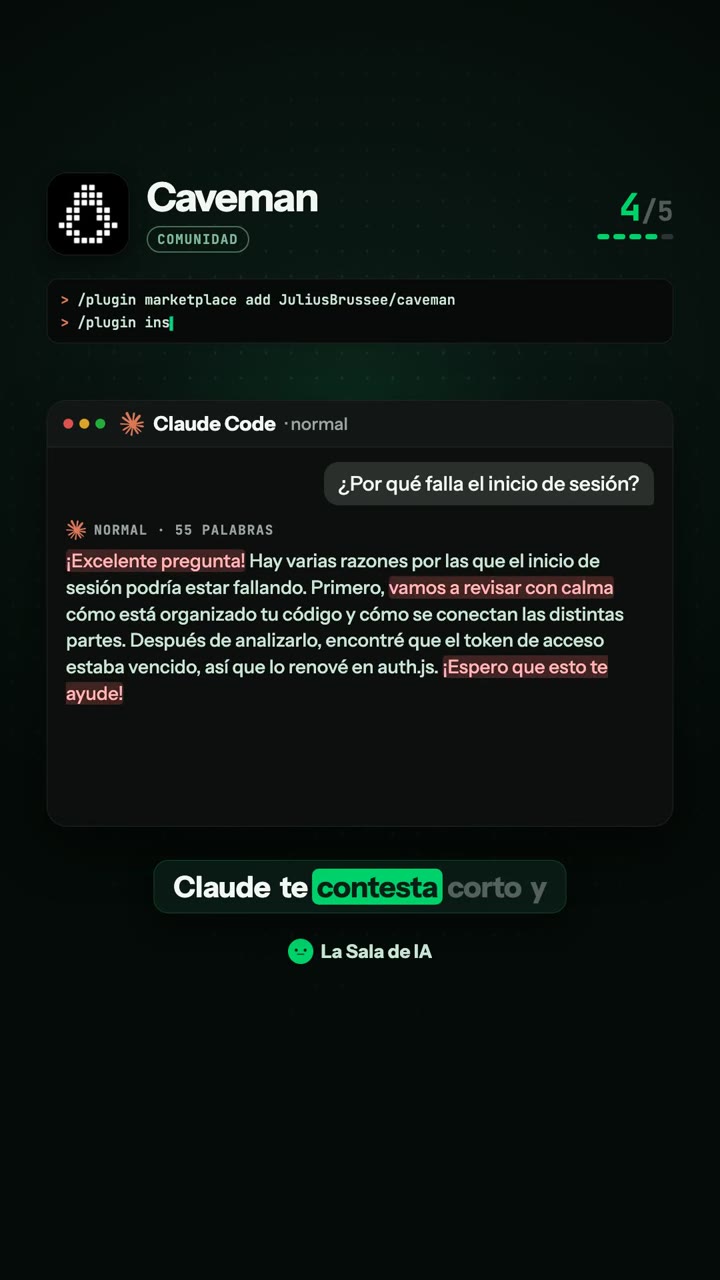 Caveman
COMUNIDAD
4/5
> /plugin marketplace add JuliusBrussee/caveman
> /plugin ins
Claude Code · normal
¿Por qué falla el inicio de sesión?
NORMAL · 55 PALABRAS
¡Excelente pregunta! Hay varias razones por las que el inicio de
sesión podría estar fallando. Primero, vamos a revisar con calma
cómo está organizado tu código y cómo se conectan las distintas
partes. Después de analizarlo, encontré que el token de acceso
estaba vencido, así que lo renové en auth.js. ¡Espero que esto te
ayude!
Claude te contesta corto y
La Sala de IA